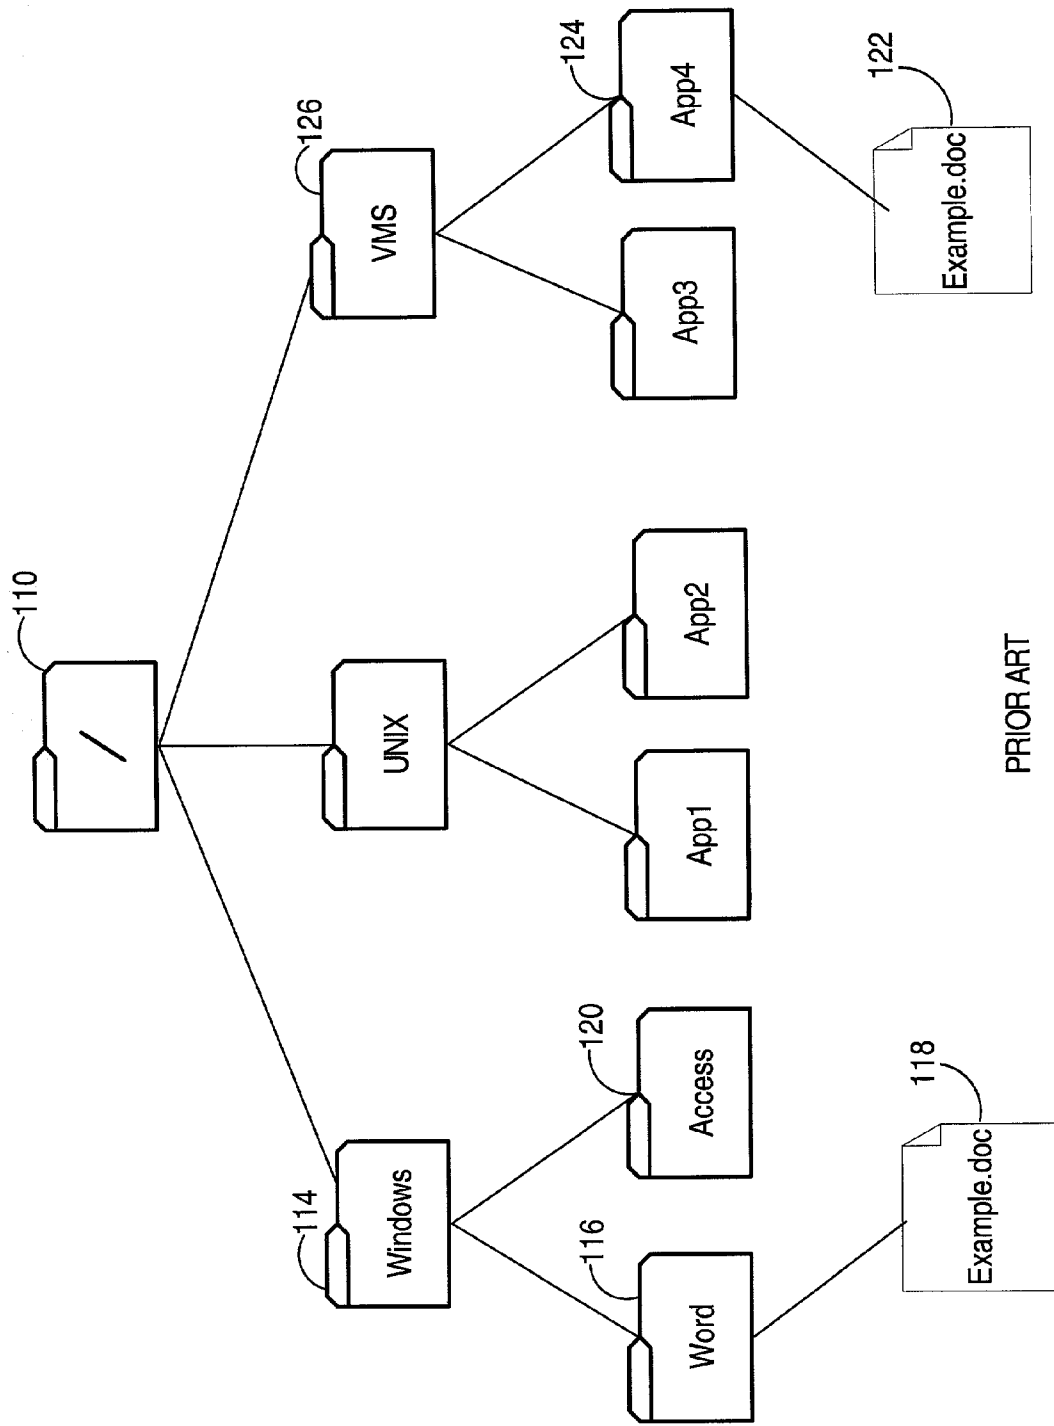 110
/
114
Windows
UNIX
126
VMS
116
Word
120
Access
App1
App2
App3
124
App4
118
Example.doc
122
Example.doc
PRIOR ART